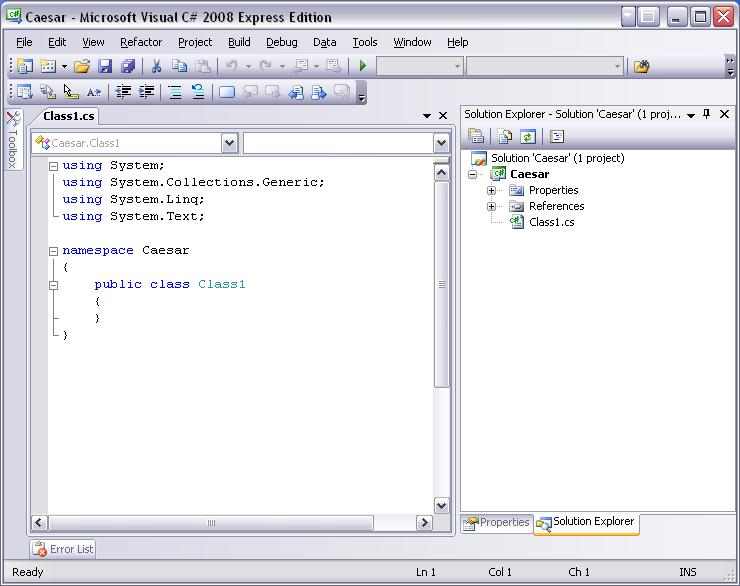 Caesar - Microsoft Visual C# 2008 Express Edition
File Edit View Refactor Project Build Debug Data Tools Window Help
Class1.cs
Solution Explorer - Solution 'Caesar' (1 proj...
Toolbox
Caesar.Class1
using System;
using System.Collections.Generic;
using System.Linq;
using System.Text;
namespace Caesar
{
public class Class1
{
}
}
Solution 'Caesar' (1 project)
Caesar
Properties
References
Class1.cs
Properties Solution Explorer
Error List
Ready Ln 1 Col 1 Ch 1 INS